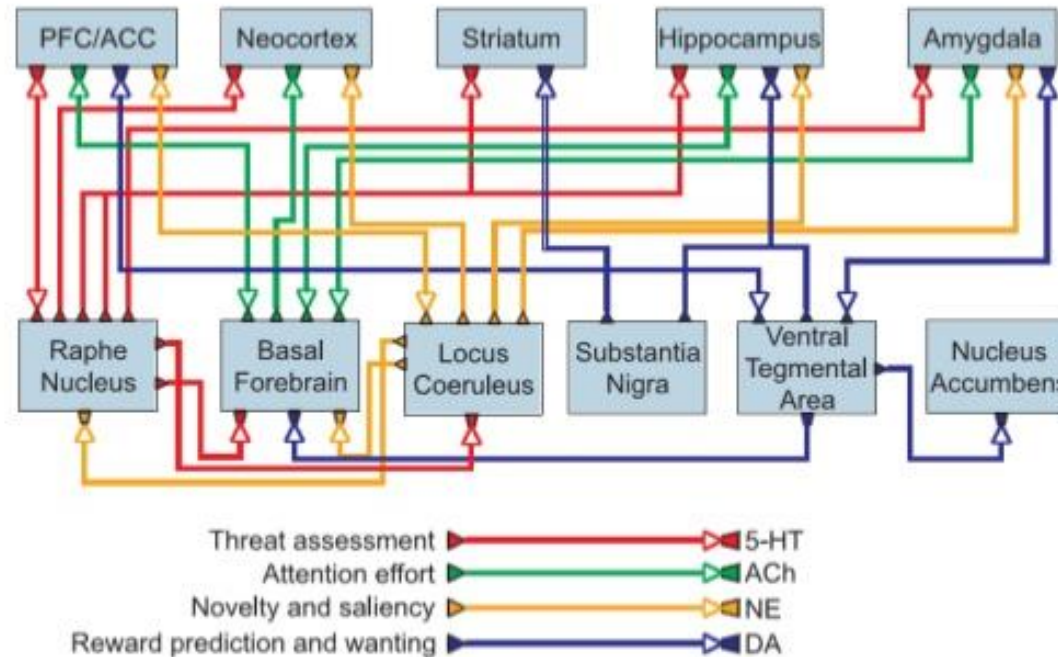 PFC/ACC
Neocortex
Striatum
Hippocampus
Amygdala
Raphe
Nucleus
Basal
Forebrain
Locus
Coeruleus
Substantia
Nigra
Ventral
Tegmental
Area
Nucleus
Accumbens
Threat assessment 5-HT
Attention effort ACh
Novelty and saliency NE
Reward prediction and wanting DA